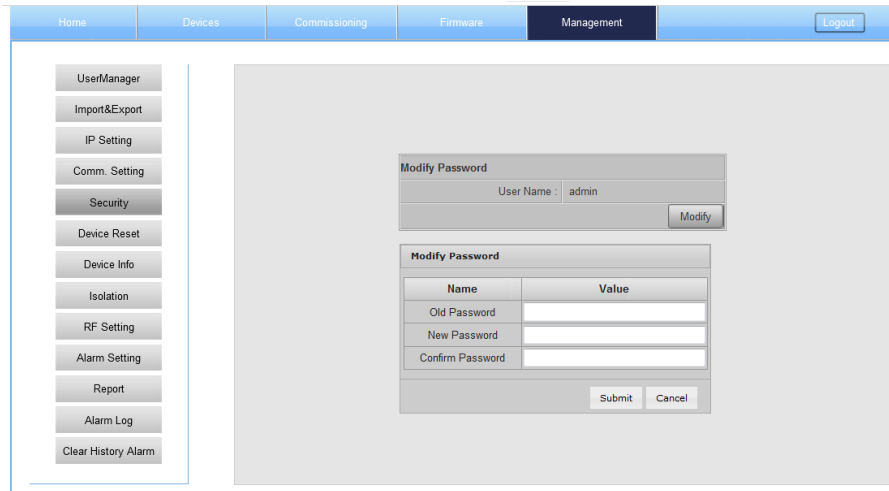 Home Devices Commissioning Firmware Management Logout
UserManager
Import&Export
IP Setting
Comm. Setting
Security
Device Reset
Device Info
Isolation
RF Setting
Alarm Setting
Report
Alarm Log
Clear History Alarm
Modify Password
User Name : admin
Modify
Modify Password
Name Value
Old Password
New Password
Confirm Password
Submit Cancel